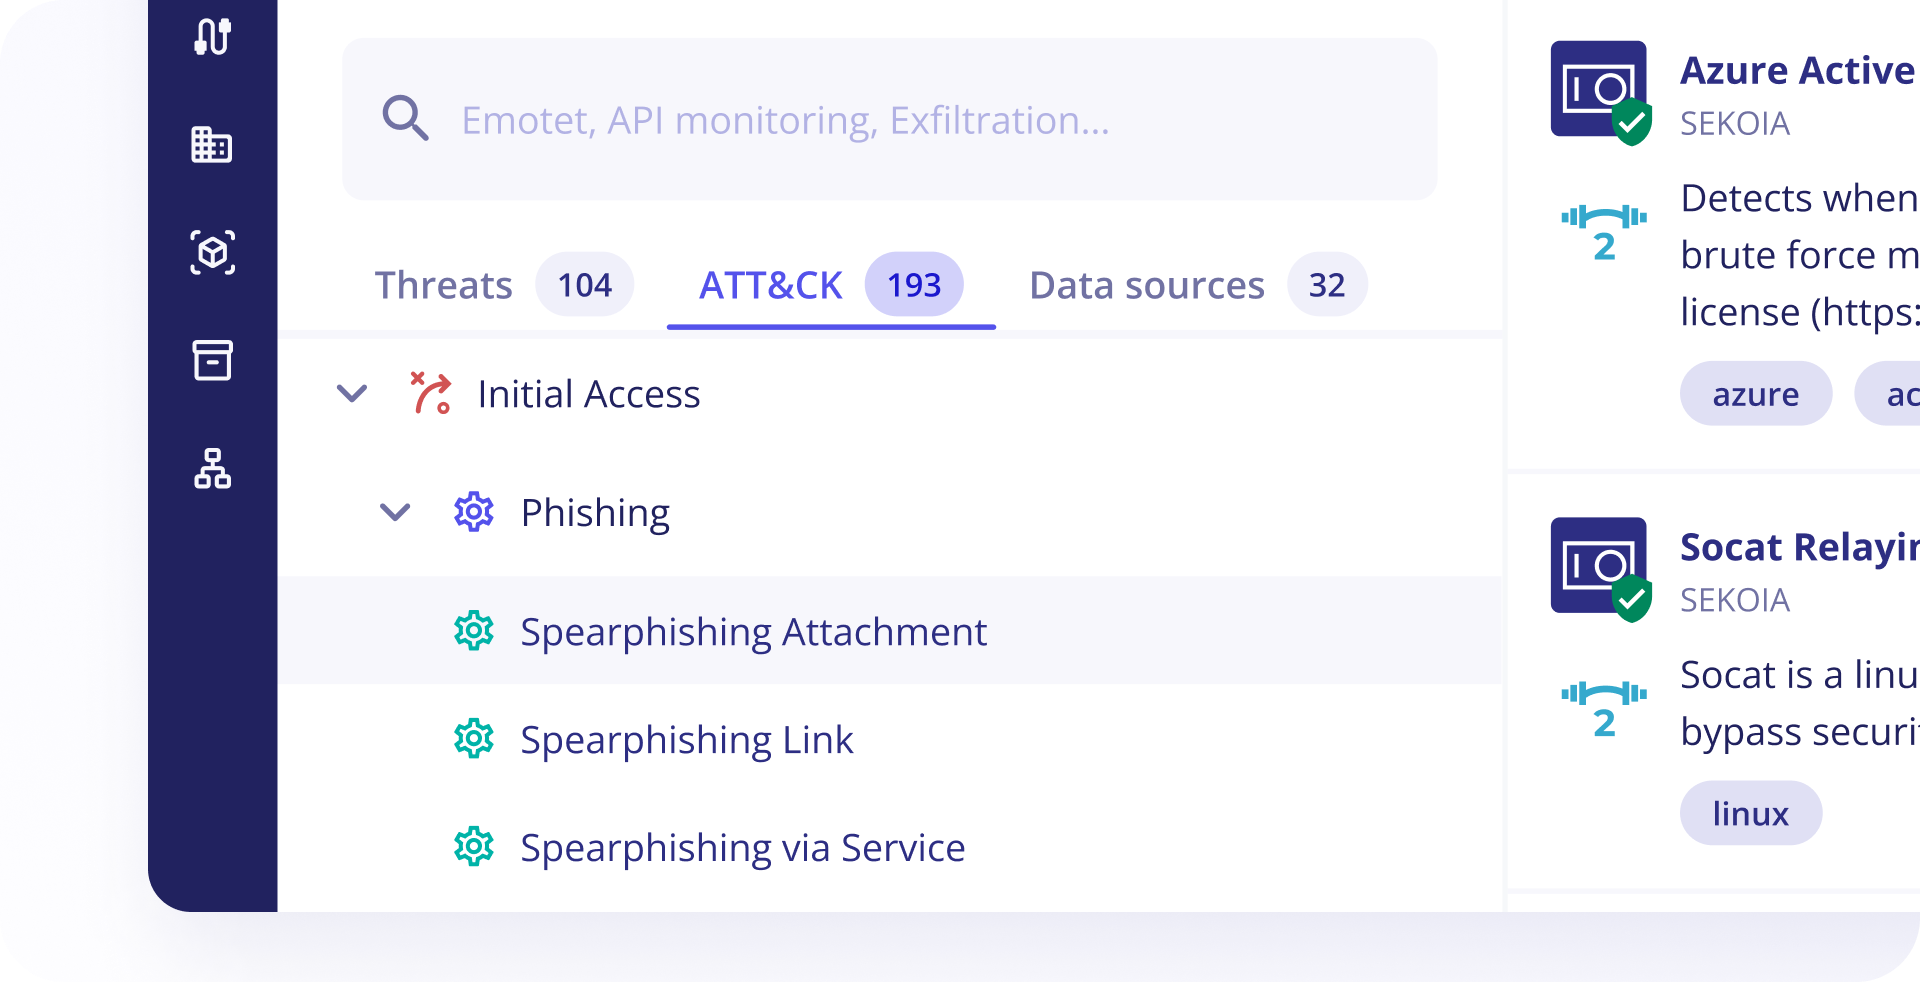 Emotet, API monitoring, Exfiltration...
Threats 104 ATT&CK 193 Data sources 32
Initial Access
Phishing
Spearphishing Attachment
Spearphishing Link
Spearphishing via Service
Azure Active
SEKOIA
2
Detects when
brute force m
license (https:
azure ac
Socat Relayin
SEKOIA
2
Socat is a linu
bypass securi
linux